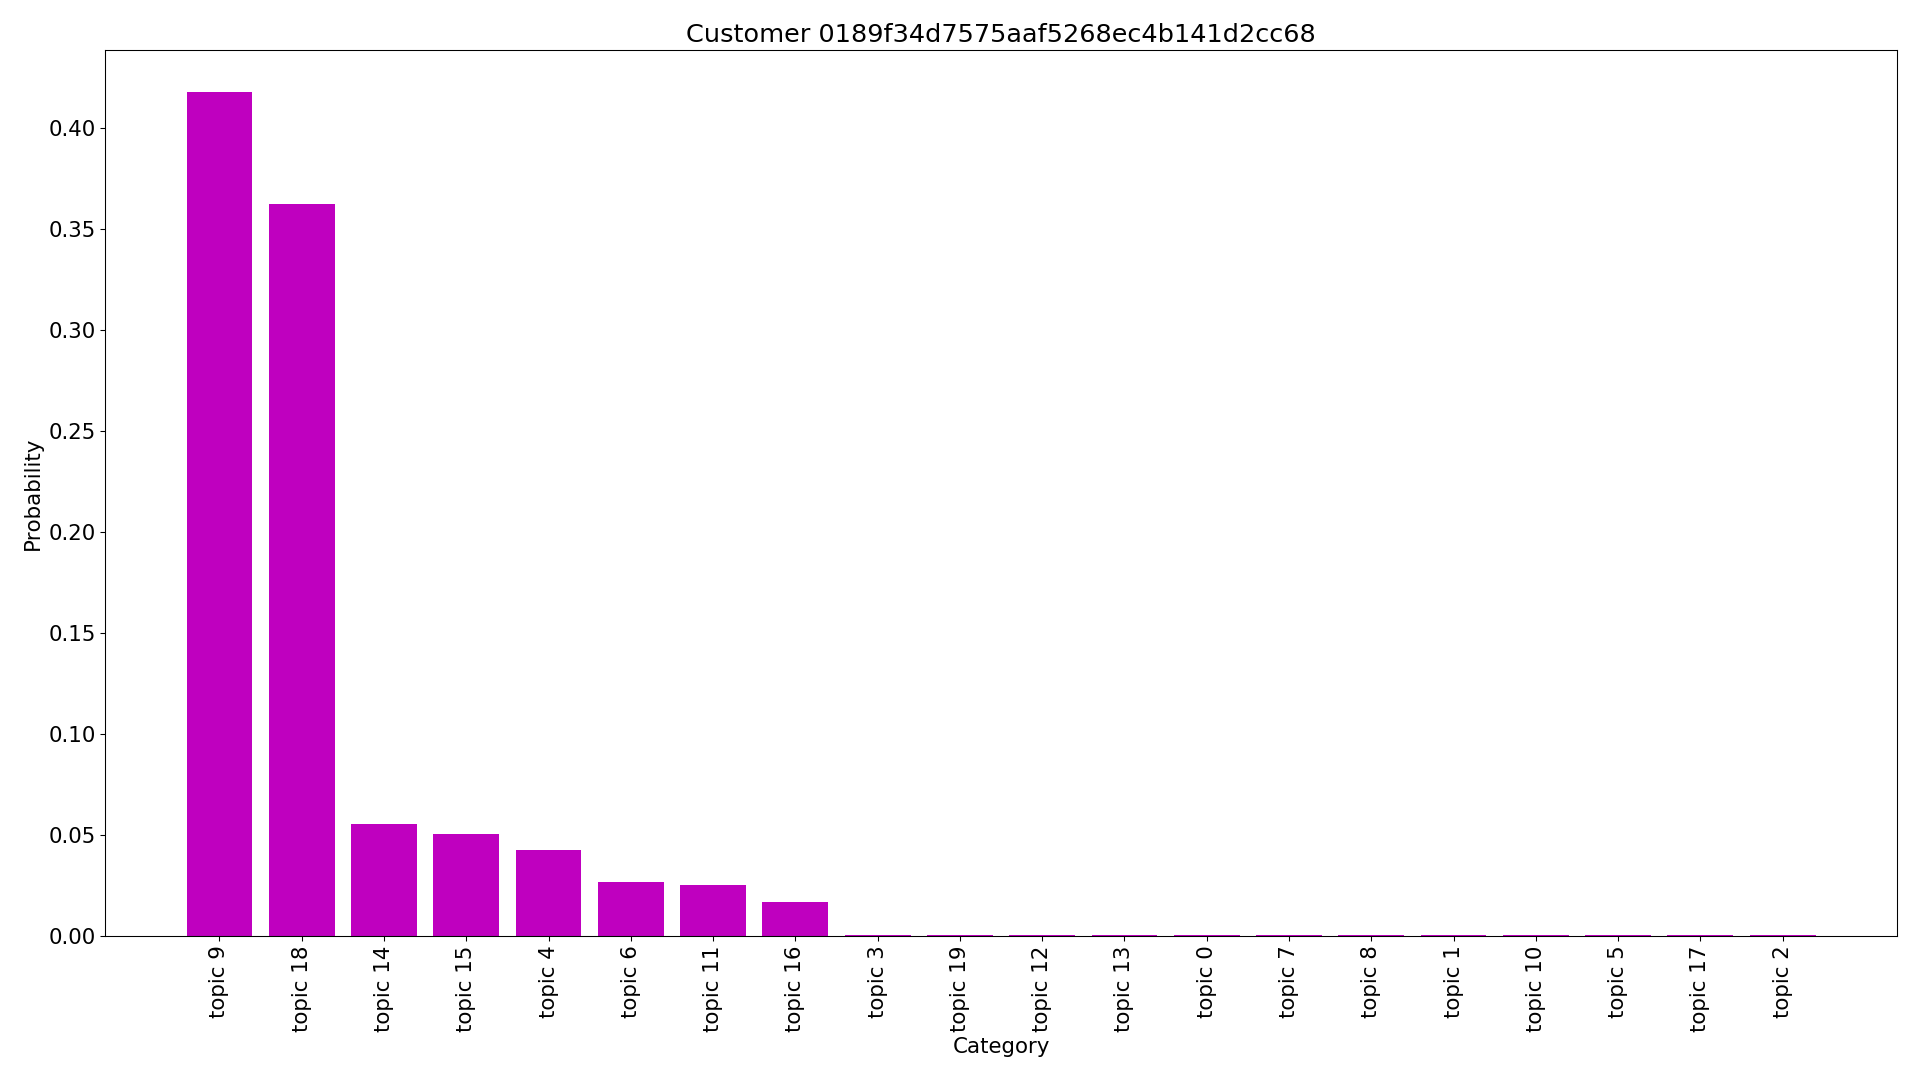 Customer 0189f34d7575aaf5268ec4b141d2cc68
Probability
0.40
0.35
0.30
0.25
0.20
0.15
0.10
0.05
0.00
topic 9
topic 18
topic 14
topic 15
topic 4
topic 6
topic 11
topic 16
topic 3
topic 19
topic 12
topic 13
topic 0
topic 7
topic 8
topic 1
topic 10
topic 5
topic 17
topic 2
Category